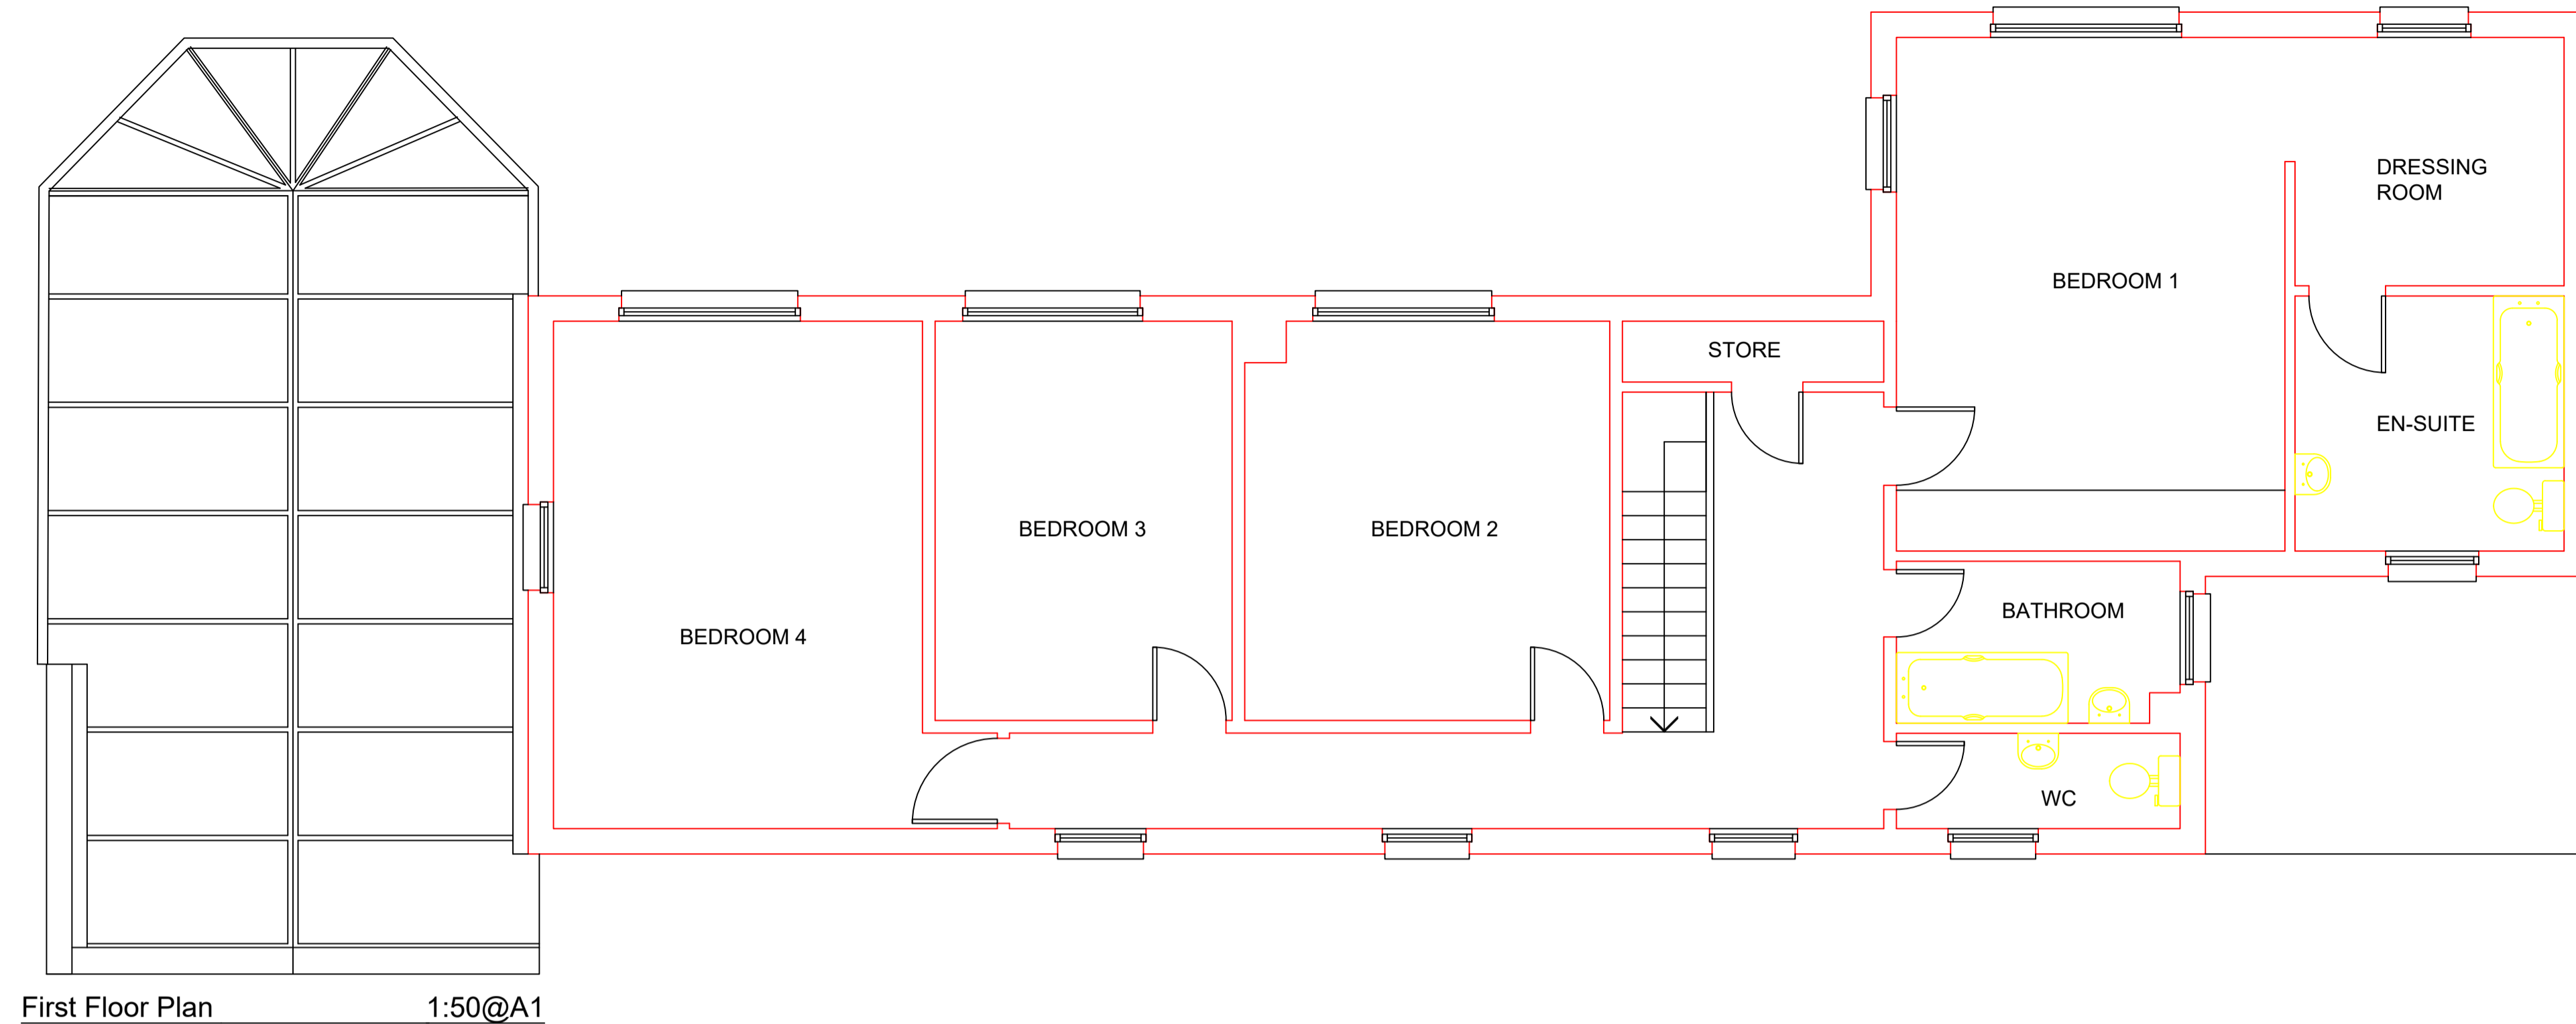 DRESSING
ROOM
BEDROOM 1
STORE
EN-SUITE
BEDROOM 3
BEDROOM 2
BATHROOM
BEDROOM 4
WC
First Floor Plan 1:50@A1